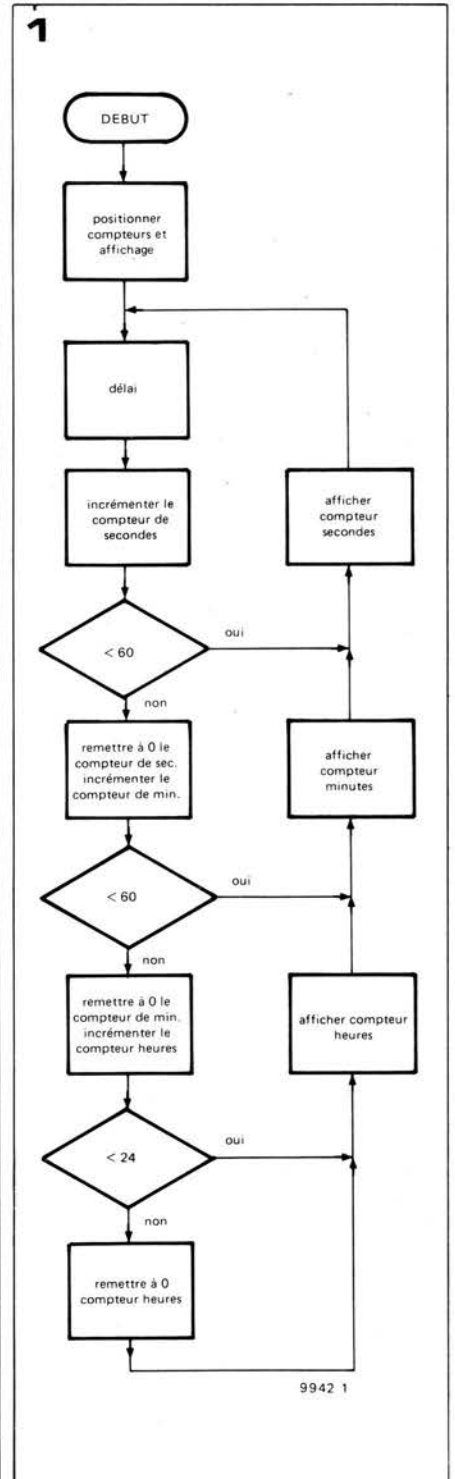 1
DEBUT
positionner
compteurs et
affichage
délai
incrémenter le
compteur de
secondes
afficher
compteur
secondes
< 60
oui
non
remettre à 0 le
compteur de sec.
incrémenter le
compteur de min.
afficher
compteur
minutes
< 60
oui
non
remettre à 0 le
compteur de min.
incrémenter le
compteur heures
afficher compteur
heures
< 24
oui
non
remettre à 0
compteur heures
9942 1